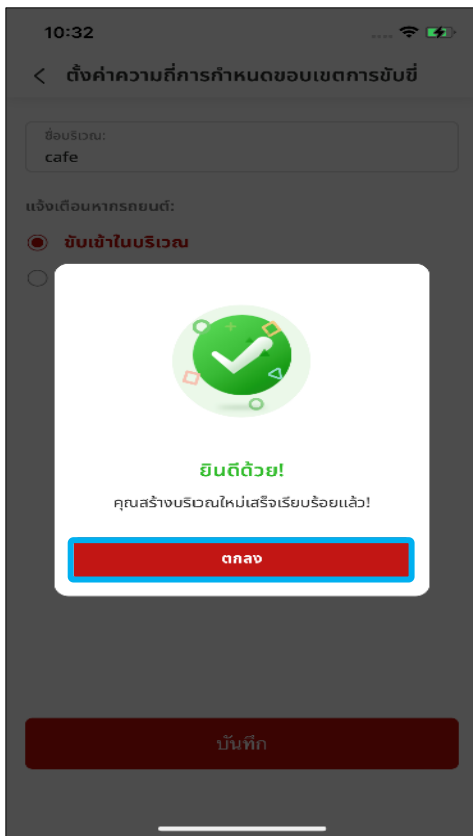 10:32
ตั้งค่าความถี่การกำหนดขอบเขตการขับขี่
ชื่อบริเวณ:
cafe
แจ้งเตือนหากรถยนต์:
ขับเข้าในบริเวณ
ยินดีด้วย!
คุณสร้างบริเวณใหม่เสร็จเรียบร้อยแล้ว!
ตกลง
บันทึก